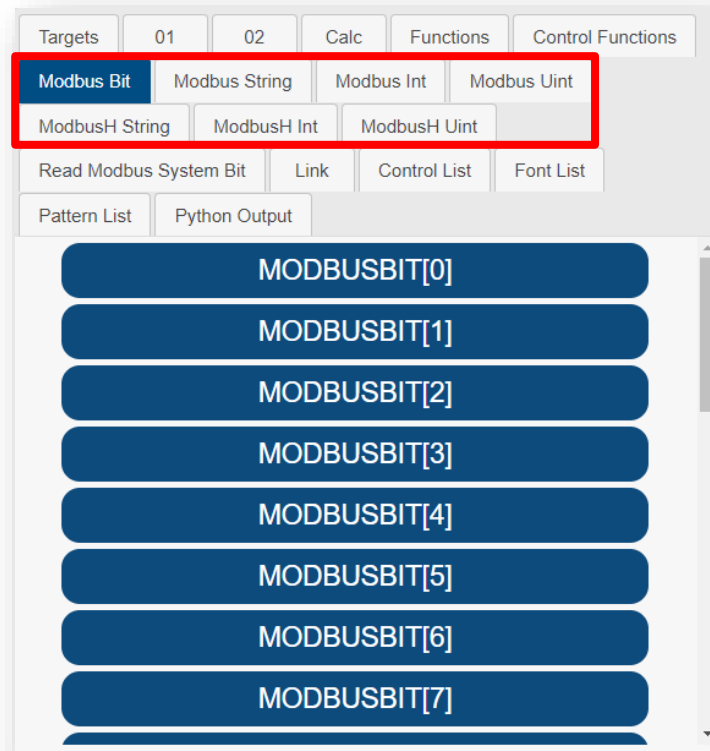 Targets 01 02 Calc Functions Control Functions
Modbus Bit Modbus String Modbus Int Modbus Uint
ModbusH String ModbusH Int ModbusH Uint
Read Modbus System Bit Link Control List Font List
Pattern List Python Output
MODBUSBIT[0]
MODBUSBIT[1]
MODBUSBIT[2]
MODBUSBIT[3]
MODBUSBIT[4]
MODBUSBIT[5]
MODBUSBIT[6]
MODBUSBIT[7]